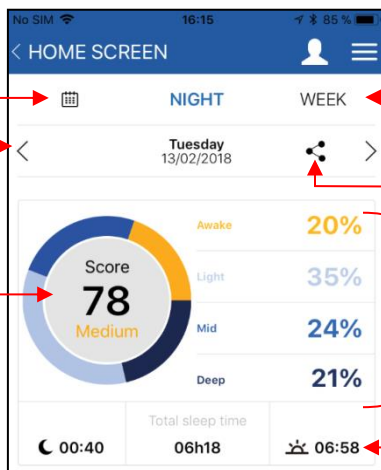 No SIM 16:15 85 %
< HOME SCREEN
NIGHT WEEK
Tuesday
13/02/2018
Awake 20%
Score
78
Medium
Light 35%
Mid 24%
Deep 21%
Total sleep time
00:40 06h18 06:58